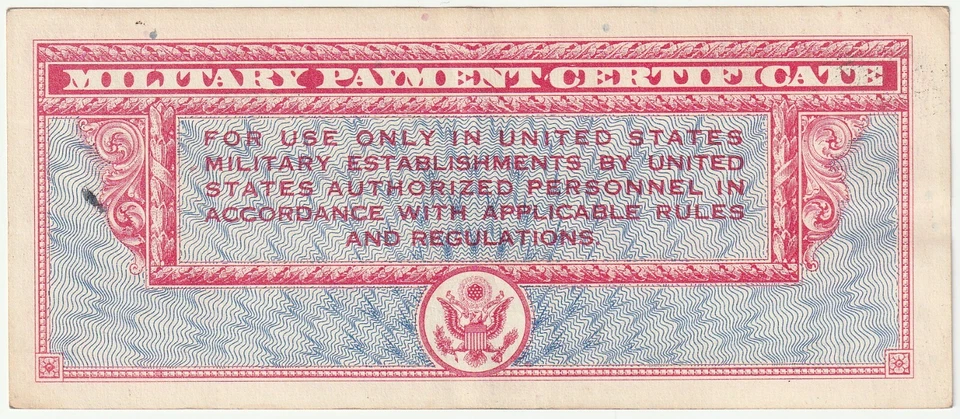 MILITARY PAYMENT CERTIFICATE
FOR USE ONLY IN UNITED STATES
MILITARY ESTABLISHMENTS BY UNITED
STATES AUTHORIZED PERSONNEL IN
ACCORDANCE WITH APPLICABLE RULES
AND REGULATIONS.